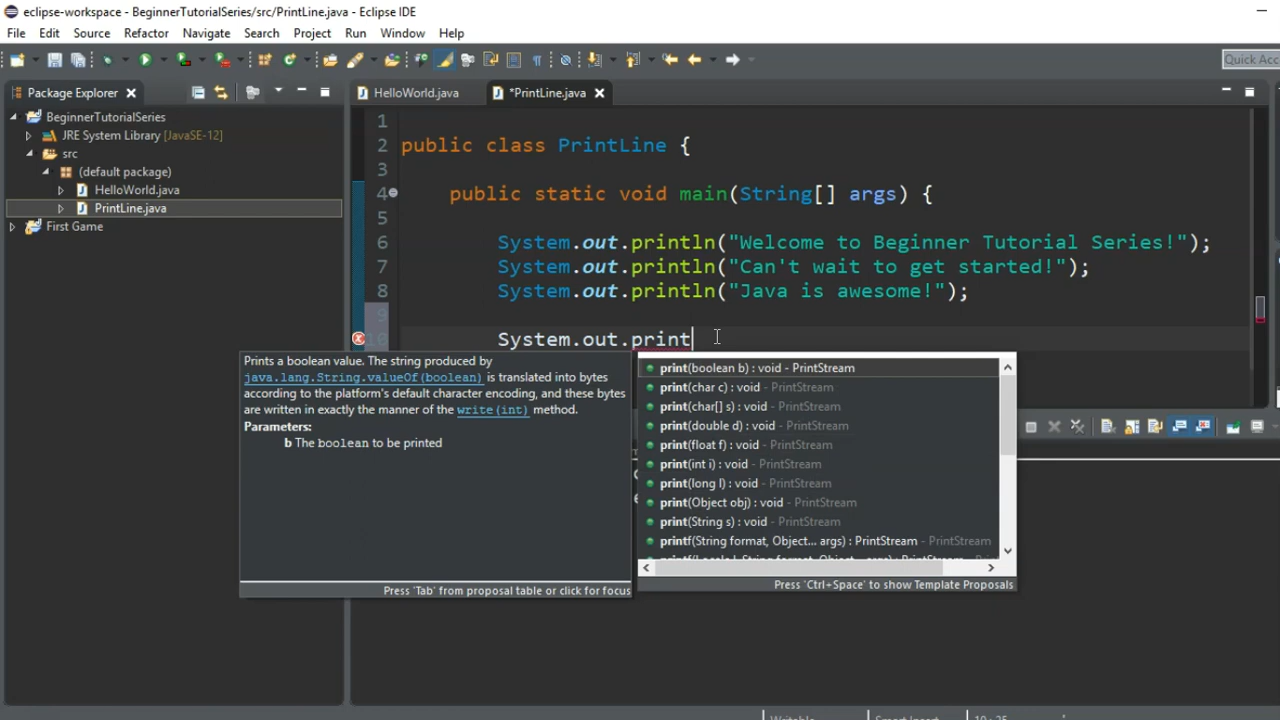 eclipse-workspace - BeginnerTutorialSeries/src/PrintLine.java - Eclipse IDE
File Edit Source Refactor Navigate Search Project Run Window Help
Quick Acc
Package Explorer
HelloWorld.java
*PrintLine.java
BeginnerTutorialSeries
JRE System Library [JavaSE-12]
src
(default package)
HelloWorld.java
PrintLine.java
First Game
1
2 public class PrintLine {
3
4 public static void main(String[] args) {
5
6 System.out.println("Welcome to Beginner Tutorial Series!");
7 System.out.println("Can't wait to get started!");
8 System.out.println("Java is awesome!");
9
10 System.out.print
Prints a boolean value. The string produced by
java.lang.String.valueOf(boolean) is translated into bytes
according to the platform's default character encoding, and these bytes
are written in exactly the manner of the write(int) method.
Parameters:
b The boolean to be printed
Press 'Tab' from proposal table or click for focus
print(boolean b) : void - PrintStream
print(char c) : void - PrintStream
print(char[] s) : void - PrintStream
print(double d) : void - PrintStream
print(float f) : void - PrintStream
print(int i) : void - PrintStream
print(long l) : void - PrintStream
print(Object obj) : void - PrintStream
print(String s) : void - PrintStream
printf(String format, Object... args) : PrintStream - PrintStream
Press 'Ctrl+Space' to show Template Proposals